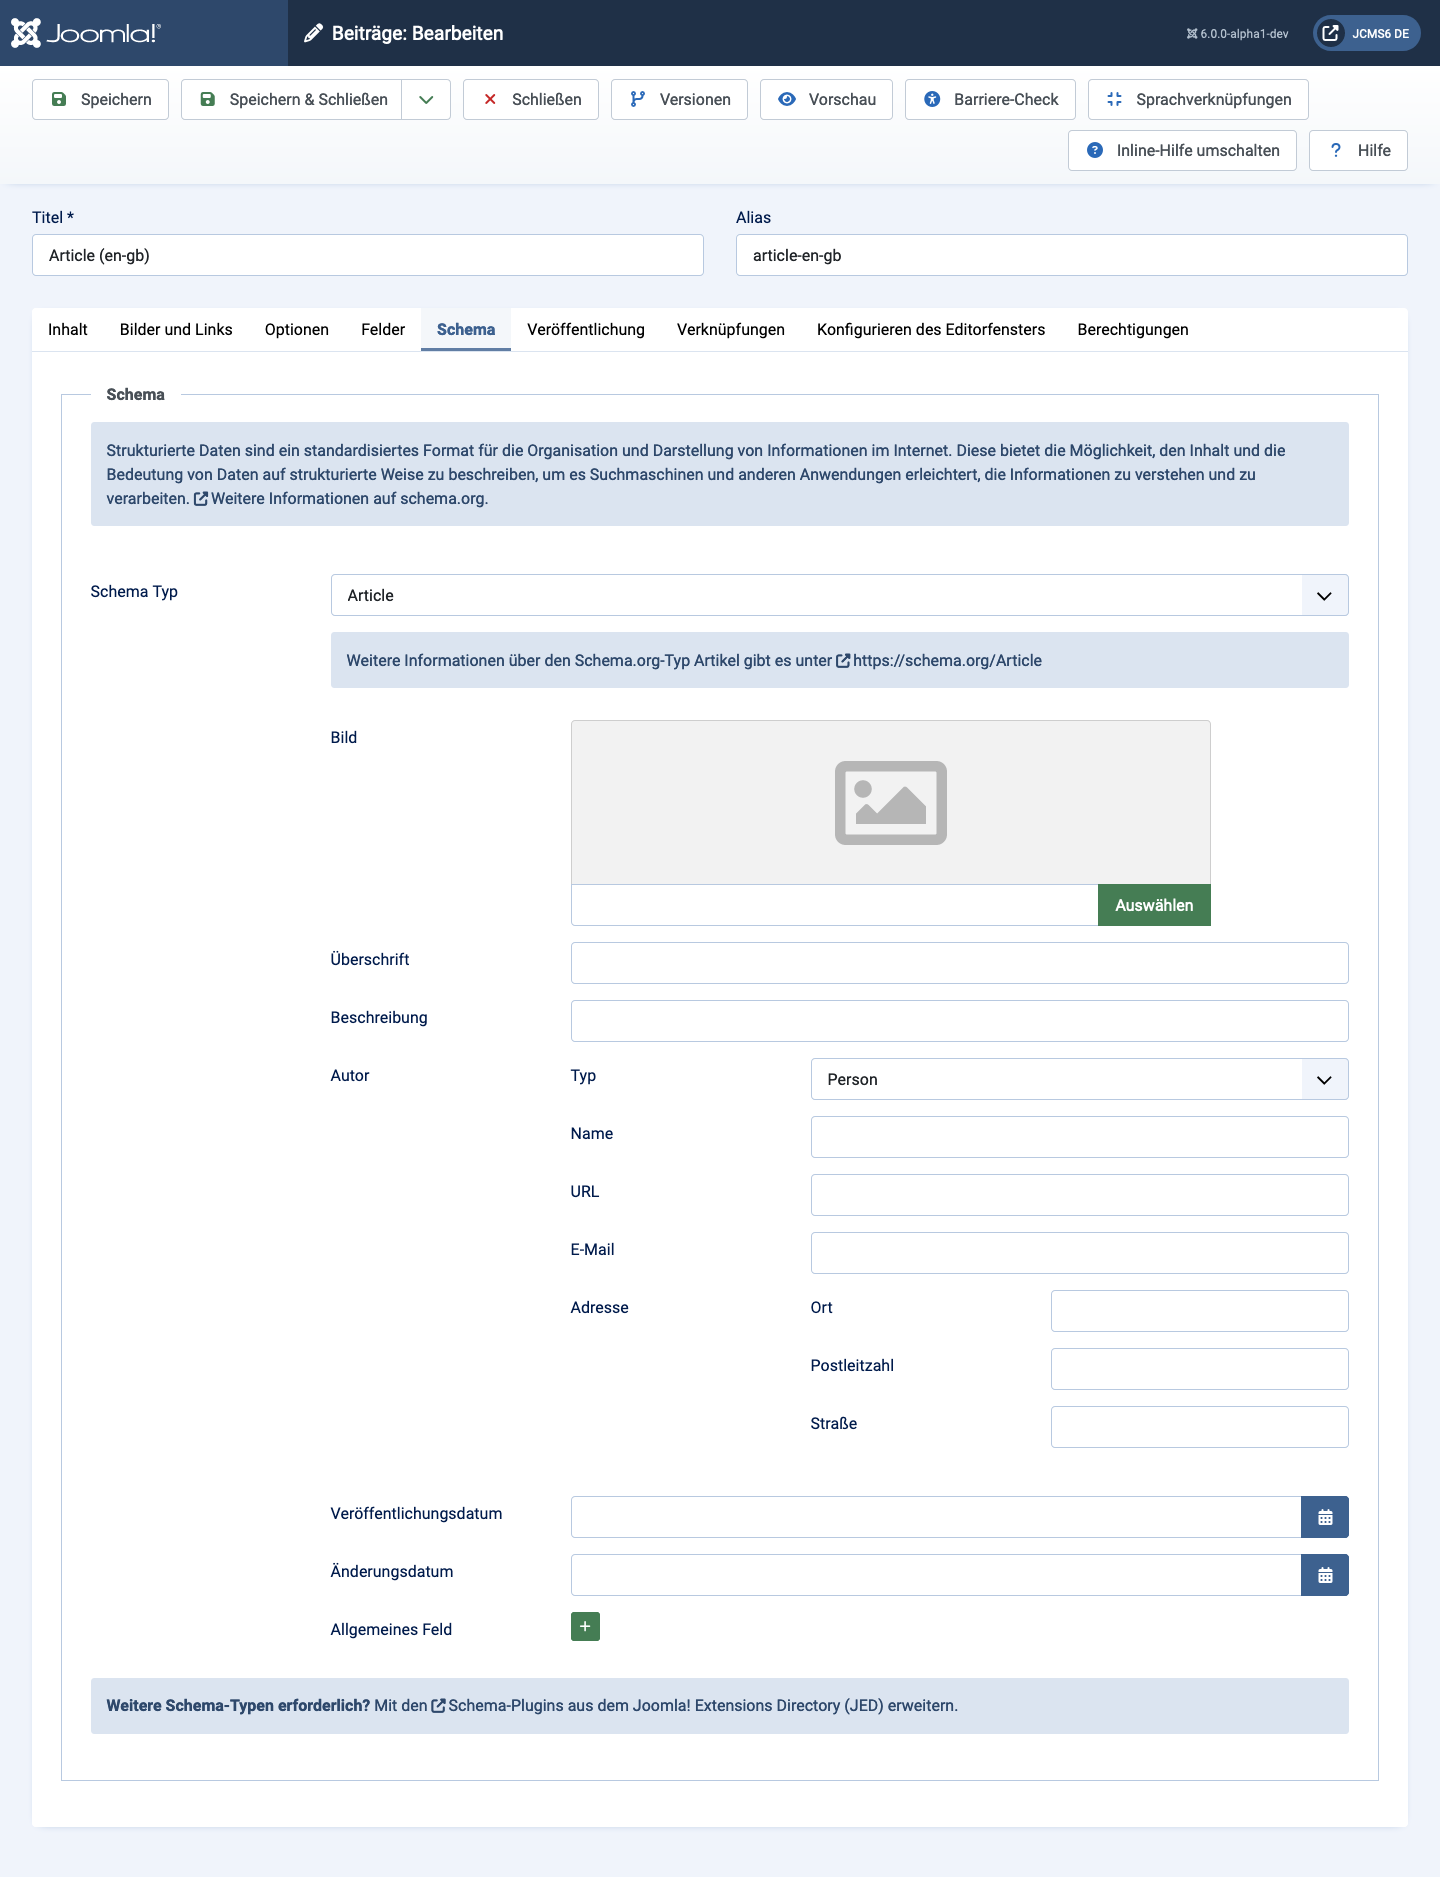 Joomla!®
Beiträge: Bearbeiten
6.0.0-alpha1-dev
JCMS6 DE
Speichern
Speichern & Schließen
Schließen
Versionen
Vorschau
Barriere-Check
Sprachverknüpfungen
Inline-Hilfe umschalten
Hilfe
Titel *
Alias
Article (en-gb)
article-en-gb
Inhalt
Bilder und Links
Optionen
Felder
Schema
Veröffentlichung
Verknüpfungen
Konfigurieren des Editorfensters
Berechtigungen
Schema
Strukturierte Daten sind ein standardisiertes Format für die Organisation und Darstellung von Informationen im Internet. Diese bietet die Möglichkeit, den Inhalt und die
Bedeutung von Daten auf strukturierte Weise zu beschreiben, um es Suchmaschinen und anderen Anwendungen erleichtert, die Informationen zu verstehen und zu
verarbeiten. Weitere Informationen auf schema.org.
Schema Typ
Article
Weitere Informationen über den Schema.org-Typ Artikel gibt es unter https://schema.org/Article
Bild
Auswählen
Überschrift
Beschreibung
Autor
Typ
Person
Name
URL
E-Mail
Adresse
Ort
Postleitzahl
Straße
Veröffentlichungsdatum
Änderungsdatum
Allgemeines Feld
Weitere Schema-Typen erforderlich? Mit den Schema-Plugins aus dem Joomla! Extensions Directory (JED) erweitern.